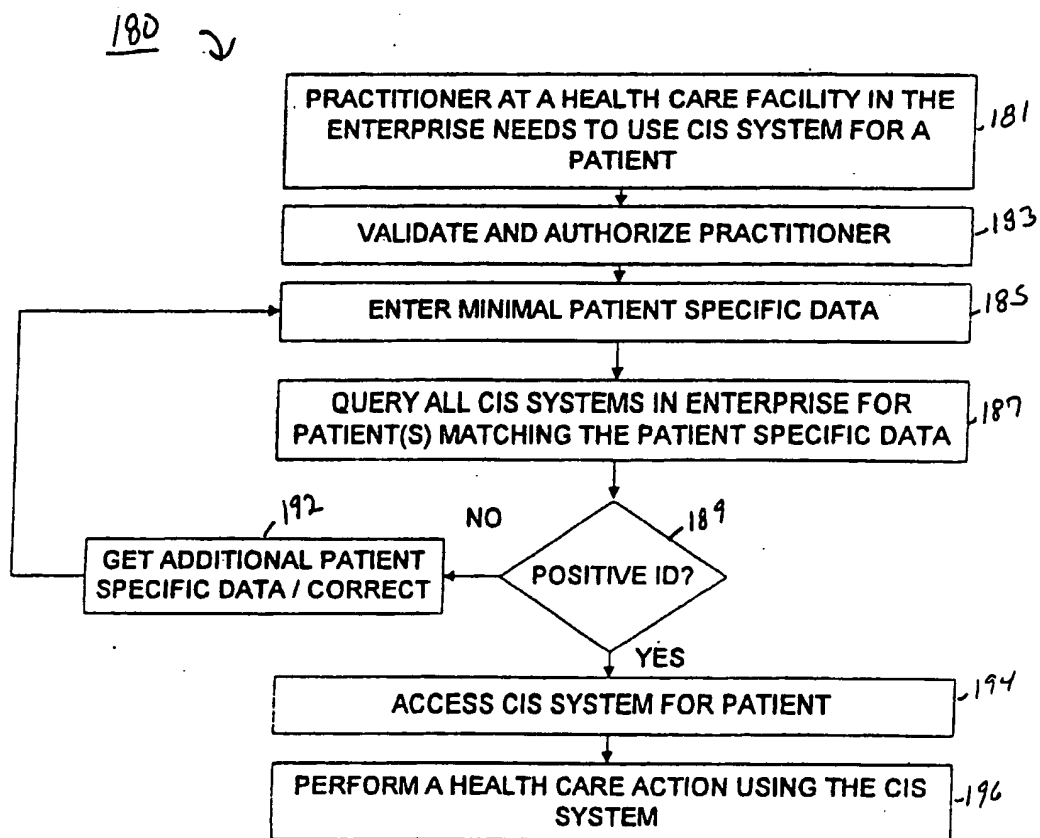 180
PRACTITIONER AT A HEALTH CARE FACILITY IN THE
ENTERPRISE NEEDS TO USE CIS SYSTEM FOR A
PATIENT
181
VALIDATE AND AUTHORIZE PRACTITIONER
183
ENTER MINIMAL PATIENT SPECIFIC DATA
185
QUERY ALL CIS SYSTEMS IN ENTERPRISE FOR
PATIENT(S) MATCHING THE PATIENT SPECIFIC DATA
187
192
NO
189
GET ADDITIONAL PATIENT
SPECIFIC DATA / CORRECT
POSITIVE ID?
YES
ACCESS CIS SYSTEM FOR PATIENT
194
PERFORM A HEALTH CARE ACTION USING THE CIS
SYSTEM
196